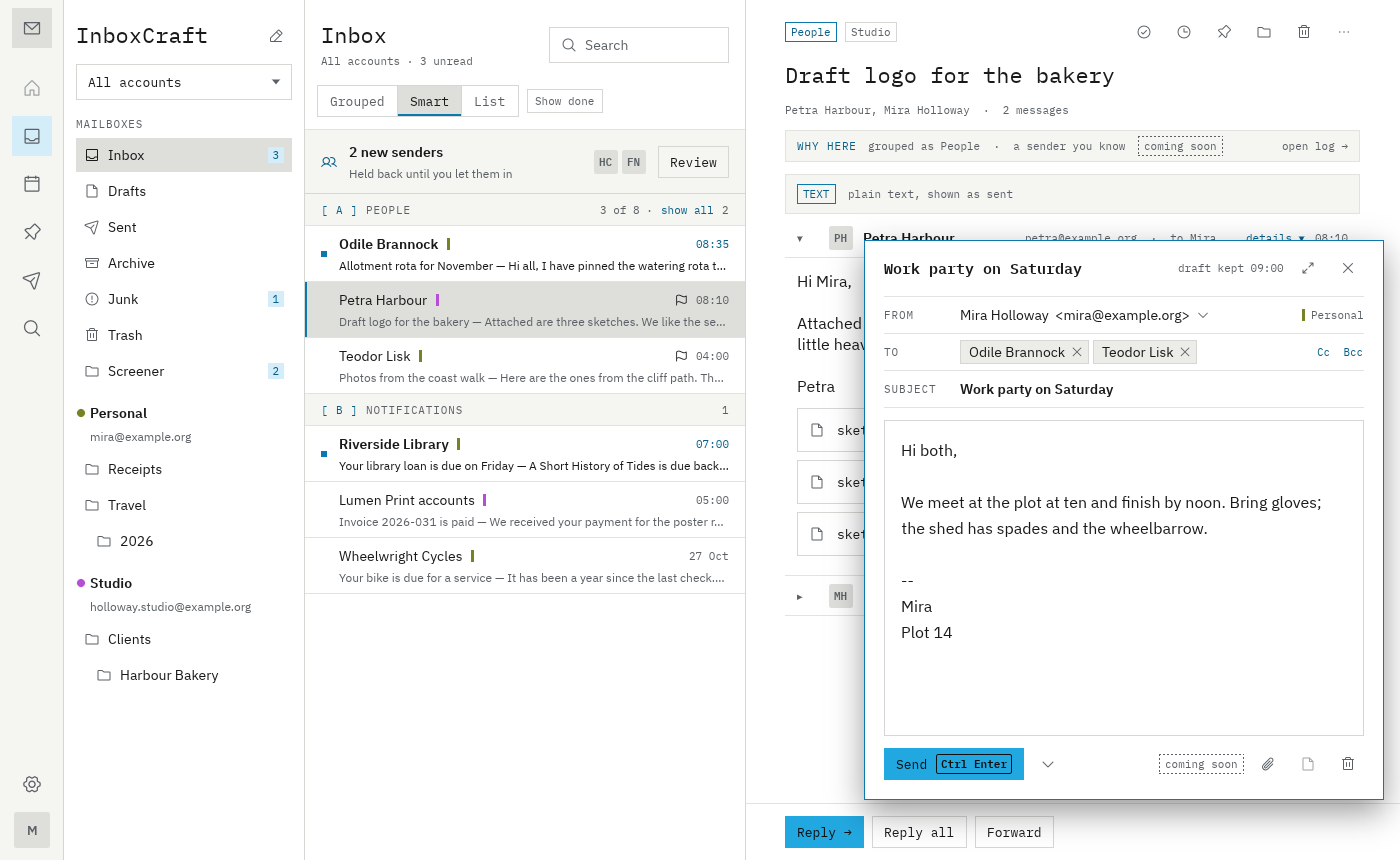 InboxCraft
All accounts
MAILBOXES
Inbox 3
Drafts
Sent
Archive
Junk 1
Trash
Screener 2
Personal
mira@example.org
Receipts
Travel
2026
Studio
holloway.studio@example.org
Clients
Harbour Bakery
M
Inbox
All accounts · 3 unread
Search
Grouped Smart List Show done
2 new senders
Held back until you let them in
HC FN Review
[ A ] PEOPLE 3 of 8 · show all 2
Odile Brannock 08:35
Allotment rota for November — Hi all, I have pinned the watering rota t…
Petra Harbour 08:10
Draft logo for the bakery — Attached are three sketches. We like the se…
Teodor Lisk 04:00
Photos from the coast walk — Here are the ones from the cliff path. Th…
[ B ] NOTIFICATIONS 1
Riverside Library 07:00
Your library loan is due on Friday — A Short History of Tides is due back…
Lumen Print accounts 05:00
Invoice 2026-031 is paid — We received your payment for the poster r…
Wheelwright Cycles 27 Oct
Your bike is due for a service — It has been a year since the last check.…
People Studio
Draft logo for the bakery
Petra Harbour, Mira Holloway · 2 messages
WHY HERE grouped as People · a sender you know coming soon open log →
TEXT plain text, shown as sent
PH Petra Harbour petra@example.org · to Mira details ▾ 08:10
Hi Mira,
Attached
little
Petra
MH
Reply → Reply all Forward
Work party on Saturday draft kept 09:00
FROM Mira Holloway <mira@example.org> Personal
TO Odile Brannock Teodor Lisk Cc Bcc
SUBJECT Work party on Saturday
Hi both,
We meet at the plot at ten and finish by noon. Bring gloves;
the shed has spades and the wheelbarrow.
--
Mira
Plot 14
Send Ctrl Enter coming soon